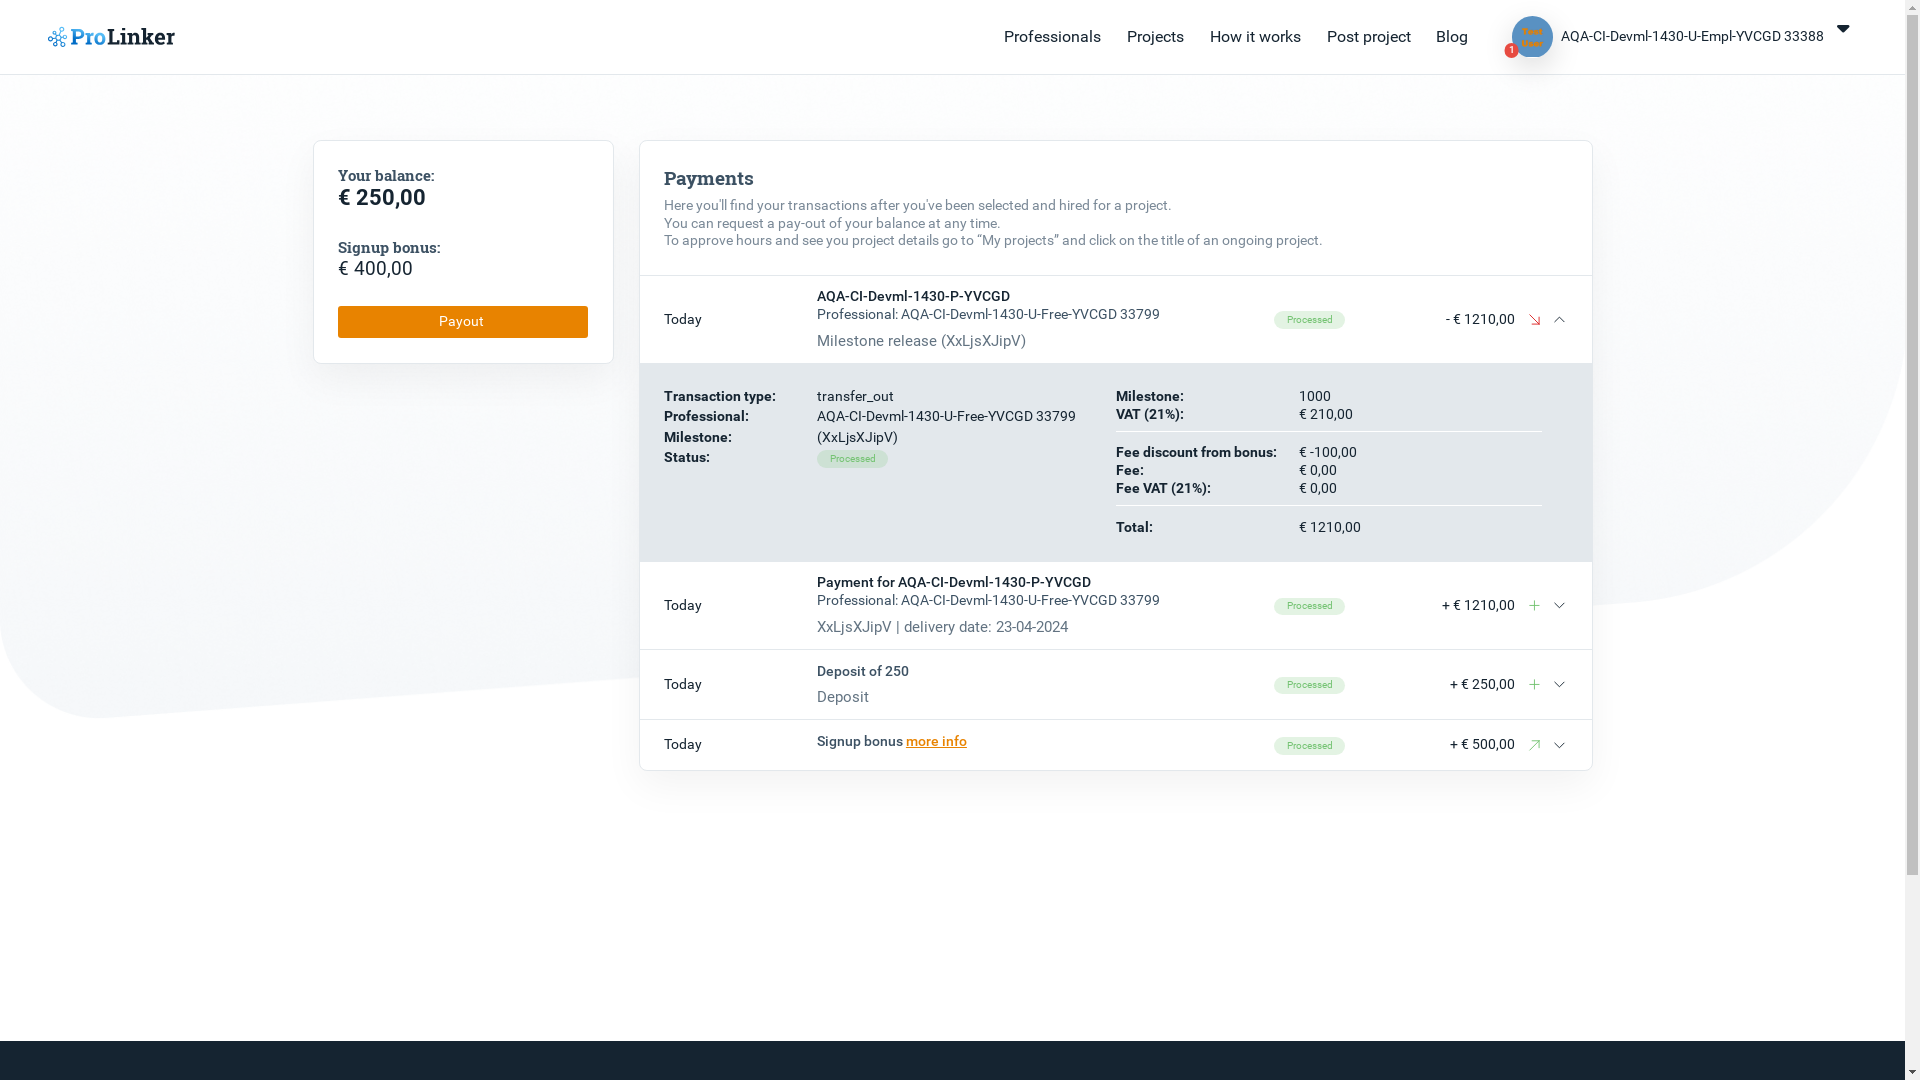 ProLinker
Professionals
Projects
How it works
Post project
Blog
Test
User
1
AQA-CI-Devml-1430-U-Empl-YVCGD 33388
Your balance:
€ 250,00
Signup bonus:
€ 400,00
Payout
Payments
Here you'll find your transactions after you've been selected and hired for a project.
You can request a pay-out of your balance at any time.
To approve hours and see you project details go to “My projects” and click on the title of an ongoing project.
Today
AQA-CI-Devml-1430-P-YVCGD
Professional: AQA-CI-Devml-1430-U-Free-YVCGD 33799
Milestone release (XxLjsXJipV)
Processed
- € 1210,00
Transaction type: transfer_out
Professional: AQA-CI-Devml-1430-U-Free-YVCGD 33799
Milestone: (XxLjsXJipV)
Status: Processed
Milestone: 1000
VAT (21%): € 210,00
Fee discount from bonus: € -100,00
Fee: € 0,00
Fee VAT (21%): € 0,00
Total: € 1210,00
Today
Payment for AQA-CI-Devml-1430-P-YVCGD
Professional: AQA-CI-Devml-1430-U-Free-YVCGD 33799
XxLjsXJipV | delivery date: 23-04-2024
Processed
+ € 1210,00
Today
Deposit of 250
Deposit
Processed
+ € 250,00
Today
Signup bonus more info
Processed
+ € 500,00